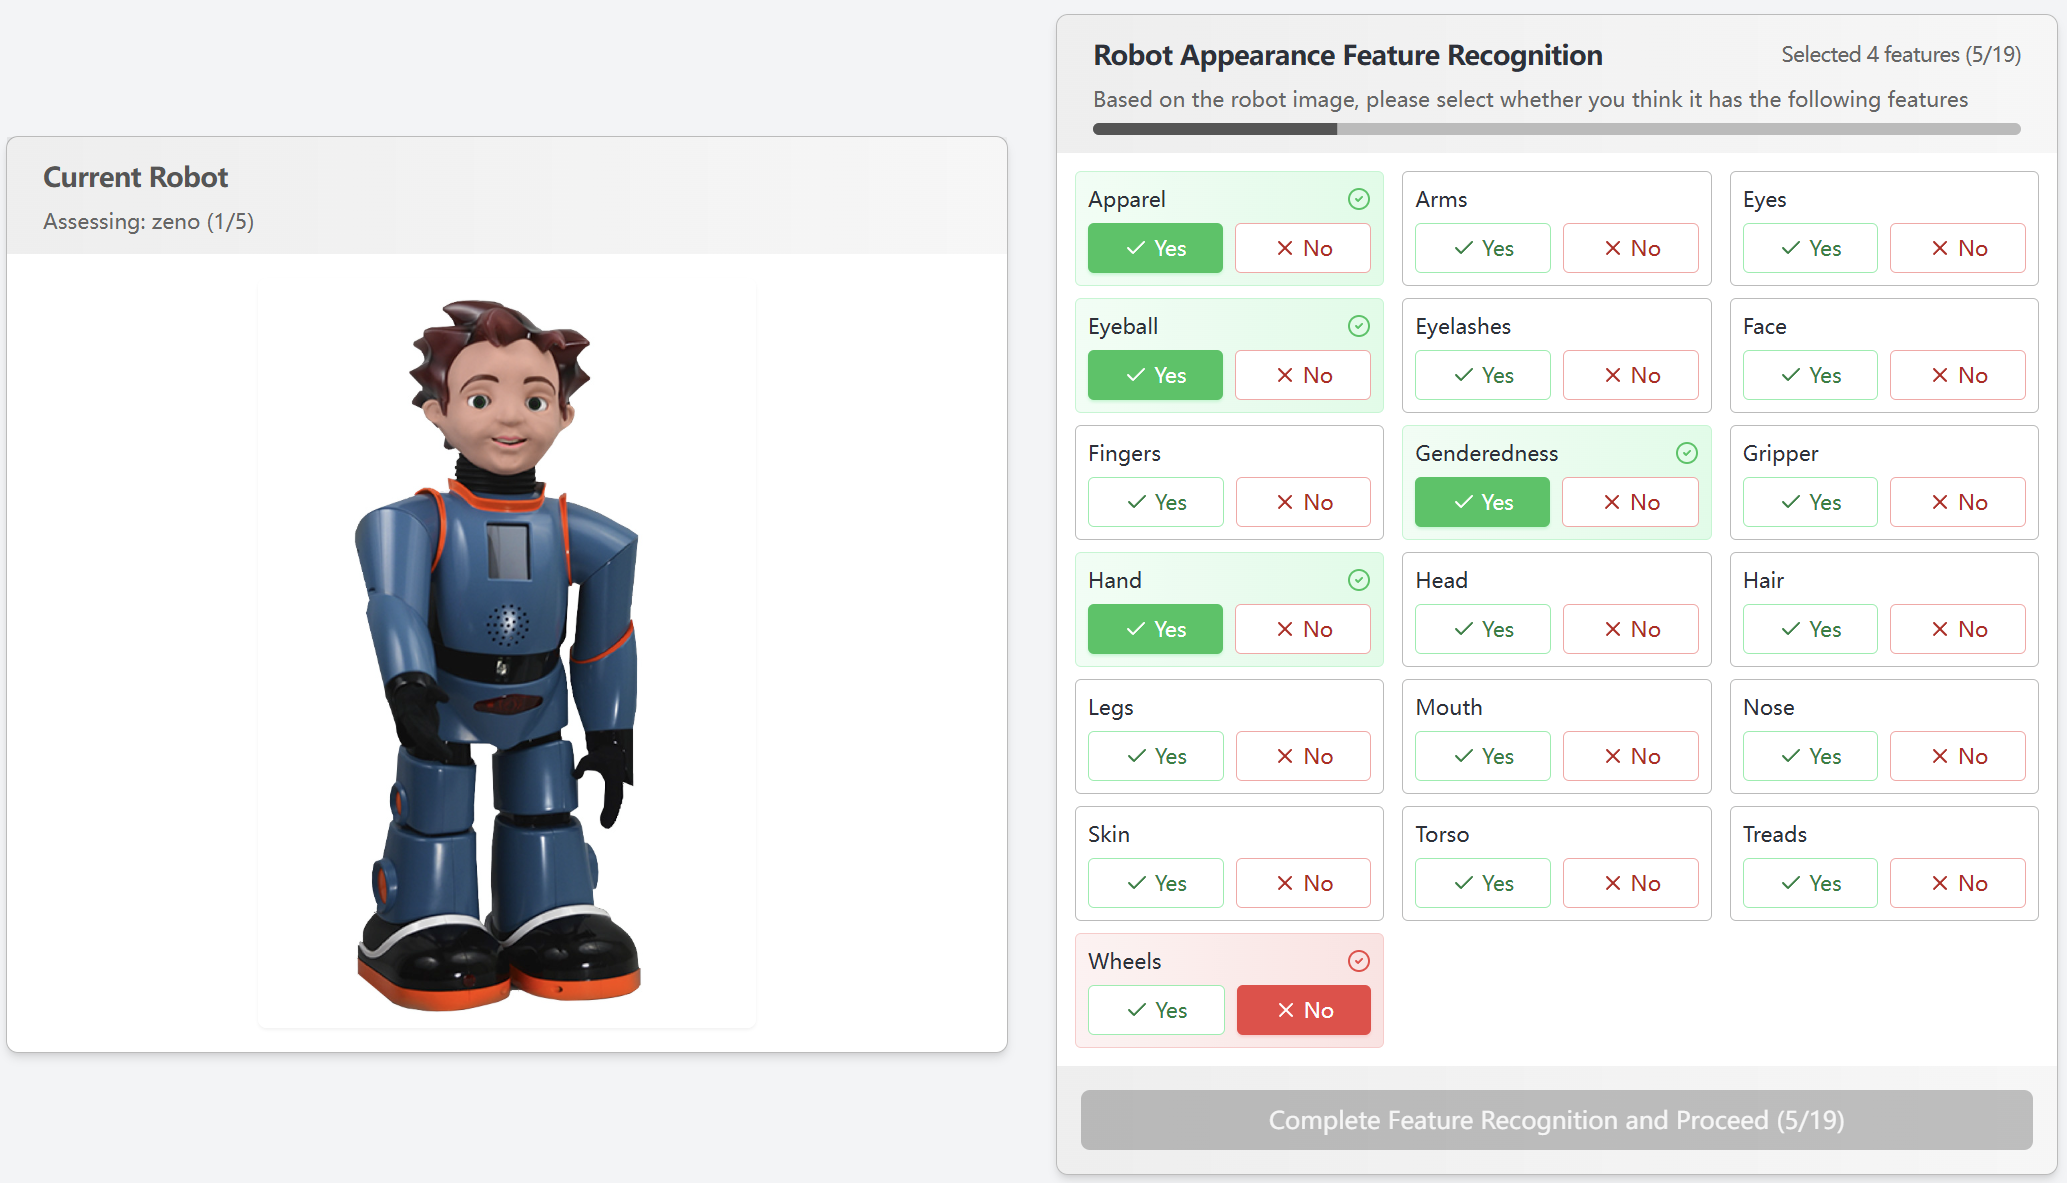 Current Robot
Assessing: zeno (1/5)
Robot Appearance Feature Recognition
Selected 4 features (5/19)
Based on the robot image, please select whether you think it has the following features
Apparel
Yes No
Arms
Yes No
Eyes
Yes No
Eyeball
Yes No
Eyelashes
Yes No
Face
Yes No
Fingers
Yes No
Genderedness
Yes No
Gripper
Yes No
Hand
Yes No
Head
Yes No
Hair
Yes No
Legs
Yes No
Mouth
Yes No
Nose
Yes No
Skin
Yes No
Torso
Yes No
Treads
Yes No
Wheels
Yes No
Complete Feature Recognition and Proceed (5/19)